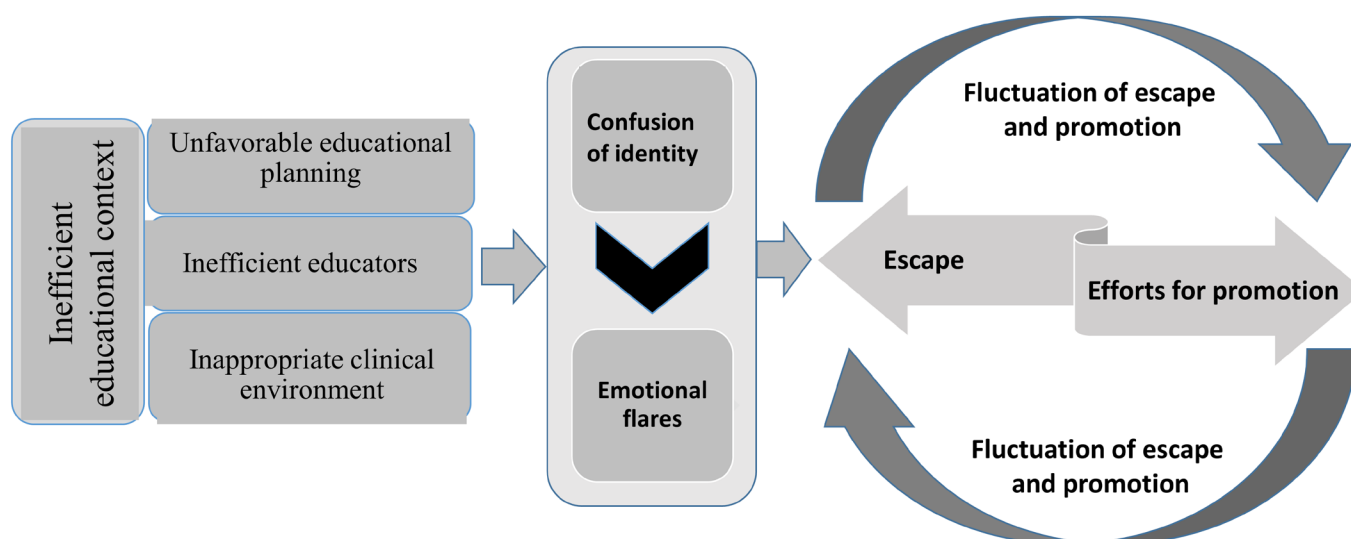 Inefficient
educational context
Unfavorable educational
planning
Inefficient educators
Inappropriate clinical
environment
Confusion
of identity
Emotional
flares
Fluctuation of escape
and promotion
Escape
Efforts for promotion
Fluctuation of escape
and promotion